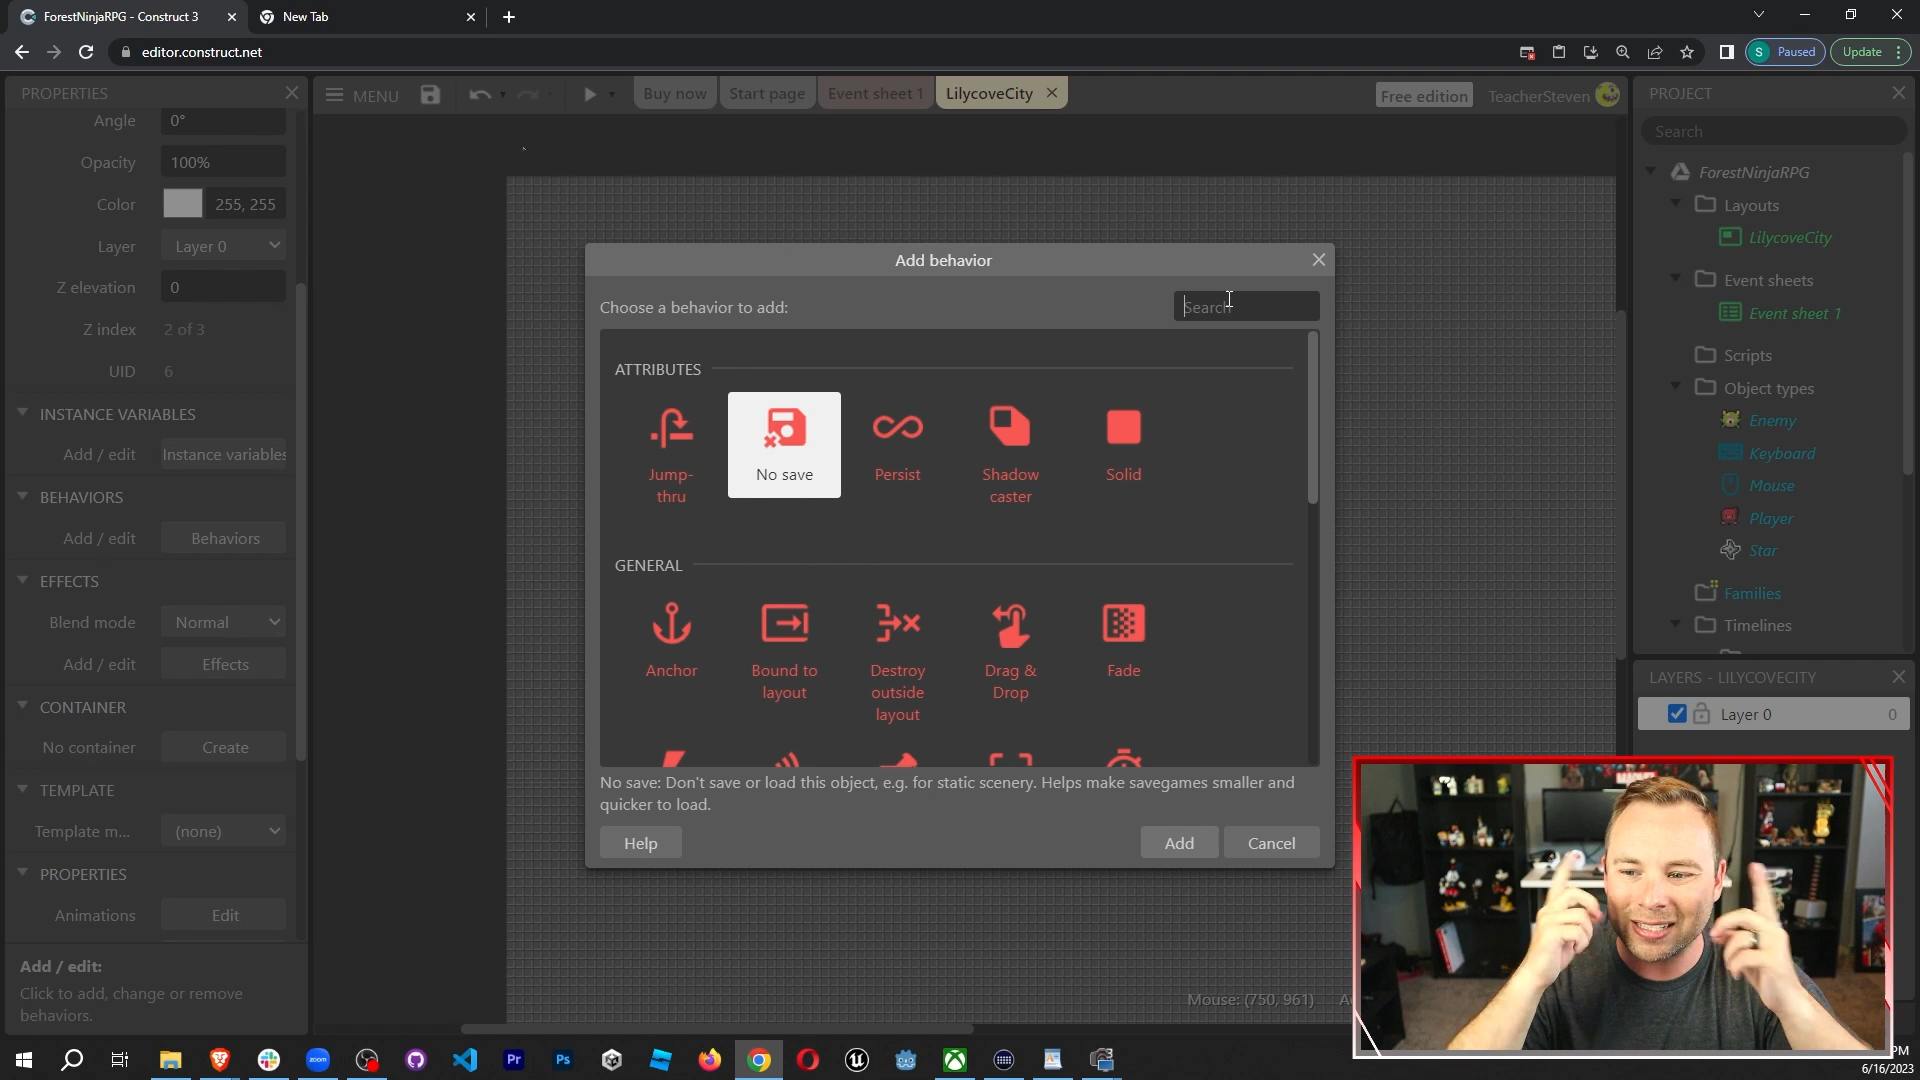 ForestNinjaRPG - Construct 3
New Tab
editor.construct.net
S Paused
Update
PROPERTIES
Angle 0°
Opacity 100%
Color 255, 255
Layer Layer 0
Z elevation 0
Z index 2 of 3
UID 6
INSTANCE VARIABLES
Add / edit Instance variables
BEHAVIORS
Add / edit Behaviors
EFFECTS
Blend mode Normal
Add / edit Effects
CONTAINER
No container Create
TEMPLATE
Template m... (none)
PROPERTIES
Animations Edit
Add / edit:
Click to add, change or remove
behaviors.
MENU
Buy now
Start page
Event sheet 1
LilycoveCity
Free edition
TeacherSteven
Add behavior
Choose a behavior to add:
Search
ATTRIBUTES
Jump-
thru
No save
Persist
Shadow
caster
Solid
GENERAL
Anchor
Bound to
layout
Destroy
outside
layout
Drag &
Drop
Fade
No save: Don't save or load this object, e.g. for static scenery. Helps make savegames smaller and
quicker to load.
Help
Add
Cancel
Mouse: (750, 961)
PROJECT
Search
ForestNinjaRPG
Layouts
LilycoveCity
Event sheets
Event sheet 1
Scripts
Object types
Enemy
Keyboard
Mouse
Player
Star
Families
Timelines
LAYERS - LILYCOVECITY
Layer 0 0
zoom
Pr
Ps
PM
6/16/2023